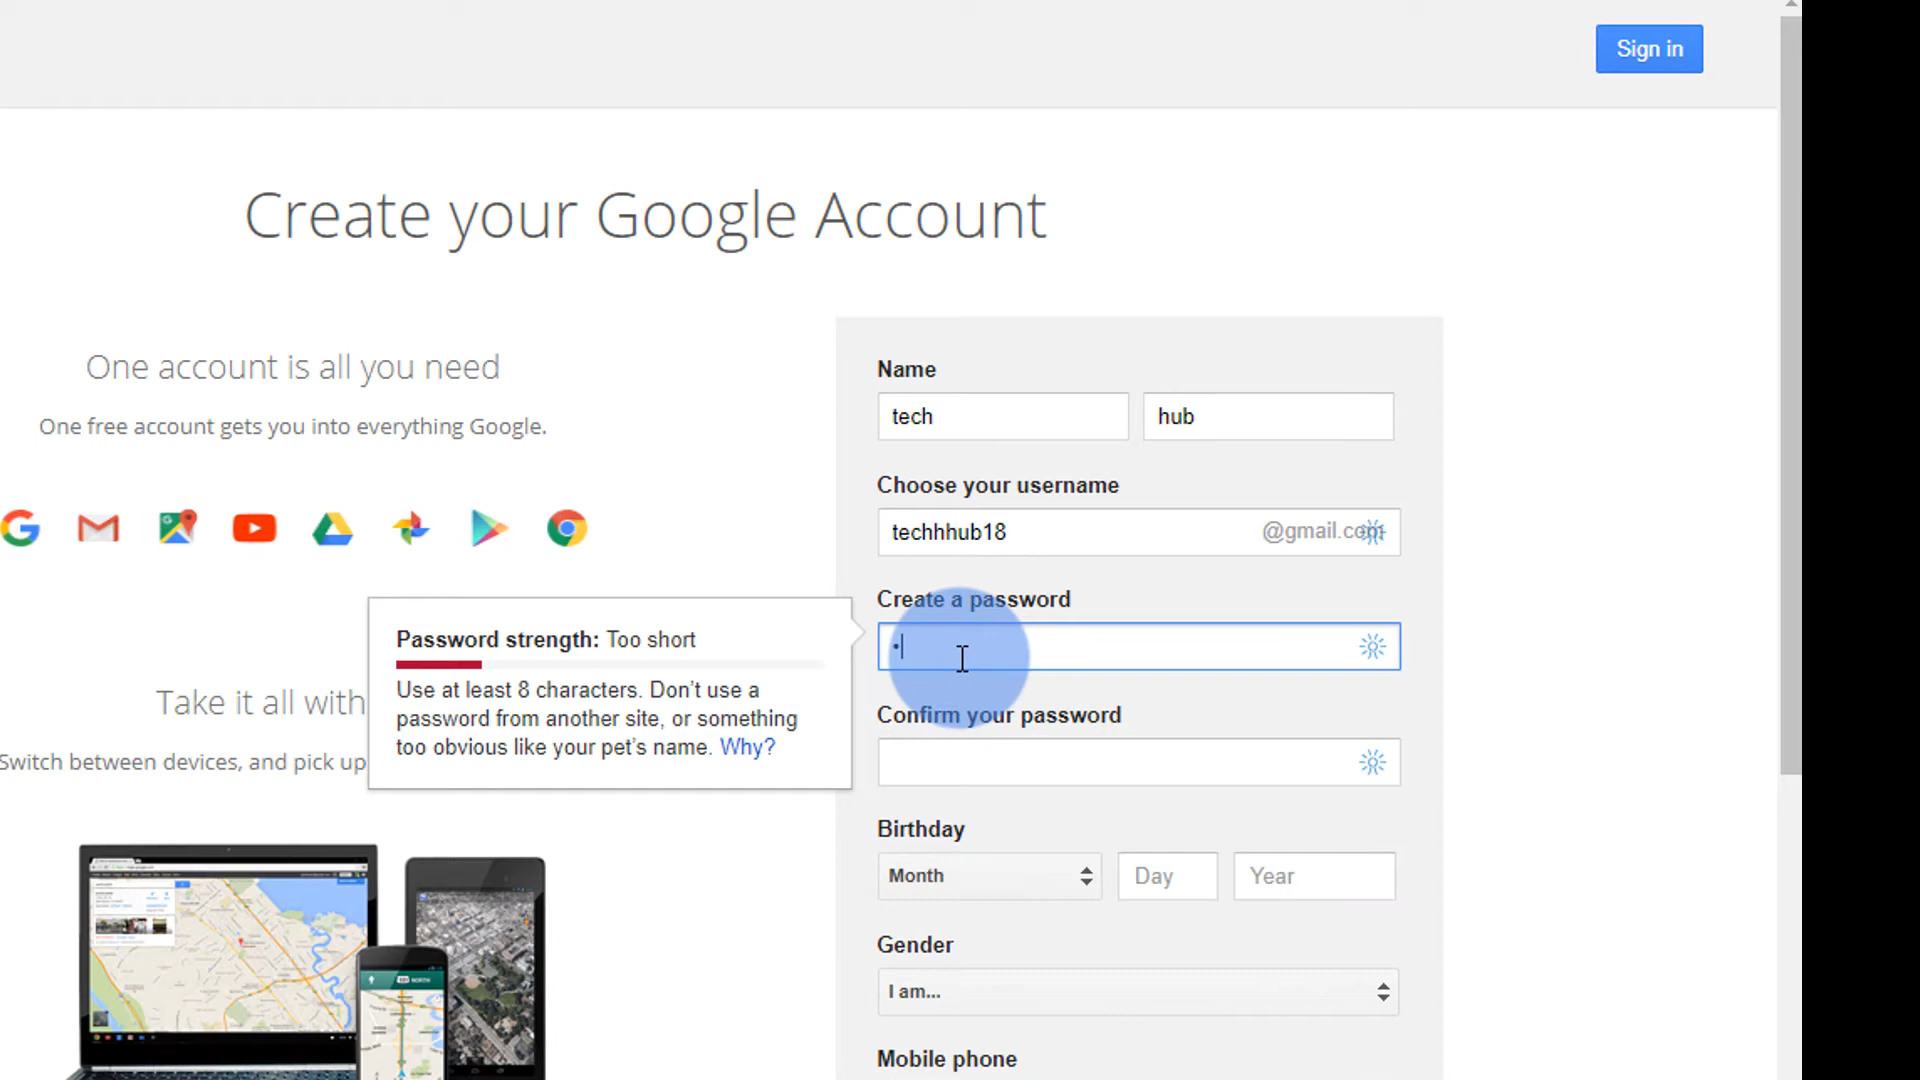 Sign in
Create your Google Account
One account is all you need
One free account gets you into everything Google.
Take it all with
Switch between devices, and pick up
Password strength: Too short
Use at least 8 characters. Don't use a
password from another site, or something
too obvious like your pet's name. Why?
Name
tech
hub
Choose your username
techhhub18
@gmail.com
Create a password
Confirm your password
Birthday
Month
Day
Year
Gender
I am...
Mobile phone